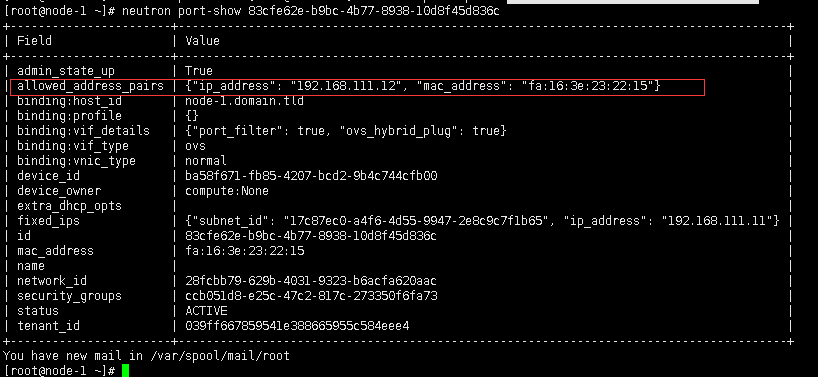 [root@node-1 ~]# neutron port-show 83cfe62e-b9bc-4b77-8938-10d8f45d836c
+-----------------------+---------------------------------------------------------------------------------------+
| Field | Value |
+-----------------------+---------------------------------------------------------------------------------------+
| admin_state_up | True |
| allowed_address_pairs | {"ip_address": "192.168.111.12", "mac_address": "fa:16:3e:23:22:15"} |
| binding:host_id | node-1.domain.tld |
| binding:profile | {} |
| binding:vif_details | {"port_filter": true, "ovs_hybrid_plug": true} |
| binding:vif_type | ovs |
| binding:vnic_type | normal |
| device_id | ba58f671-fb85-4207-bcd2-9b4c744cfb00 |
| device_owner | compute:None |
| extra_dhcp_opts | |
| fixed_ips | {"subnet_id": "17c87ec0-a4f6-4d55-9947-2e8c9c7f1b65", "ip_address": "192.168.111.11"} |
| id | 83cfe62e-b9bc-4b77-8938-10d8f45d836c |
| mac_address | fa:16:3e:23:22:15 |
| name | |
| network_id | 28fcbb79-629b-4031-9323-b6acfa620aac |
| security_groups | ccb051d8-e25c-47c2-817c-273350f6fa73 |
| status | ACTIVE |
| tenant_id | 039ff667859541e388665955c584eee4 |
+-----------------------+---------------------------------------------------------------------------------------+
You have new mail in /var/spool/mail/root
[root@node-1 ~]#